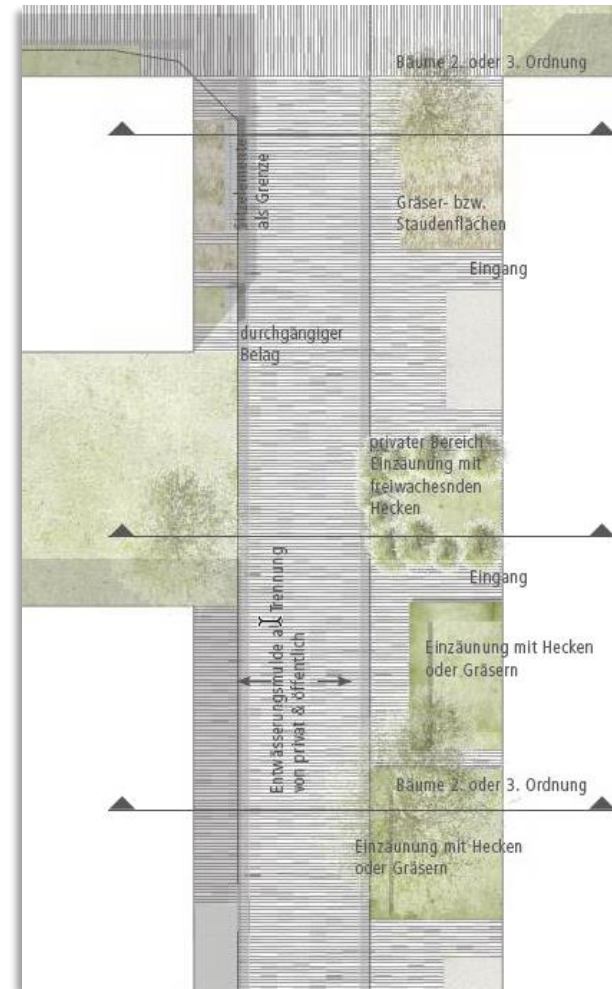 Bäume 2. oder 3. Ordnung
Sitzelemente
als Grenze
Gräser- bzw.
Staudenflächen
Eingang
durchgängiger
Belag
privater Bereich
Einzäunung mit
freiwachesnden
Hecken
Eingang
Entwässerungsmulde als Trennung
von privat & öffentlich
Einzäunung mit Hecken
oder Gräsern
Bäume 2. oder 3. Ordnung
Einzäunung mit Hecken
oder Gräsern